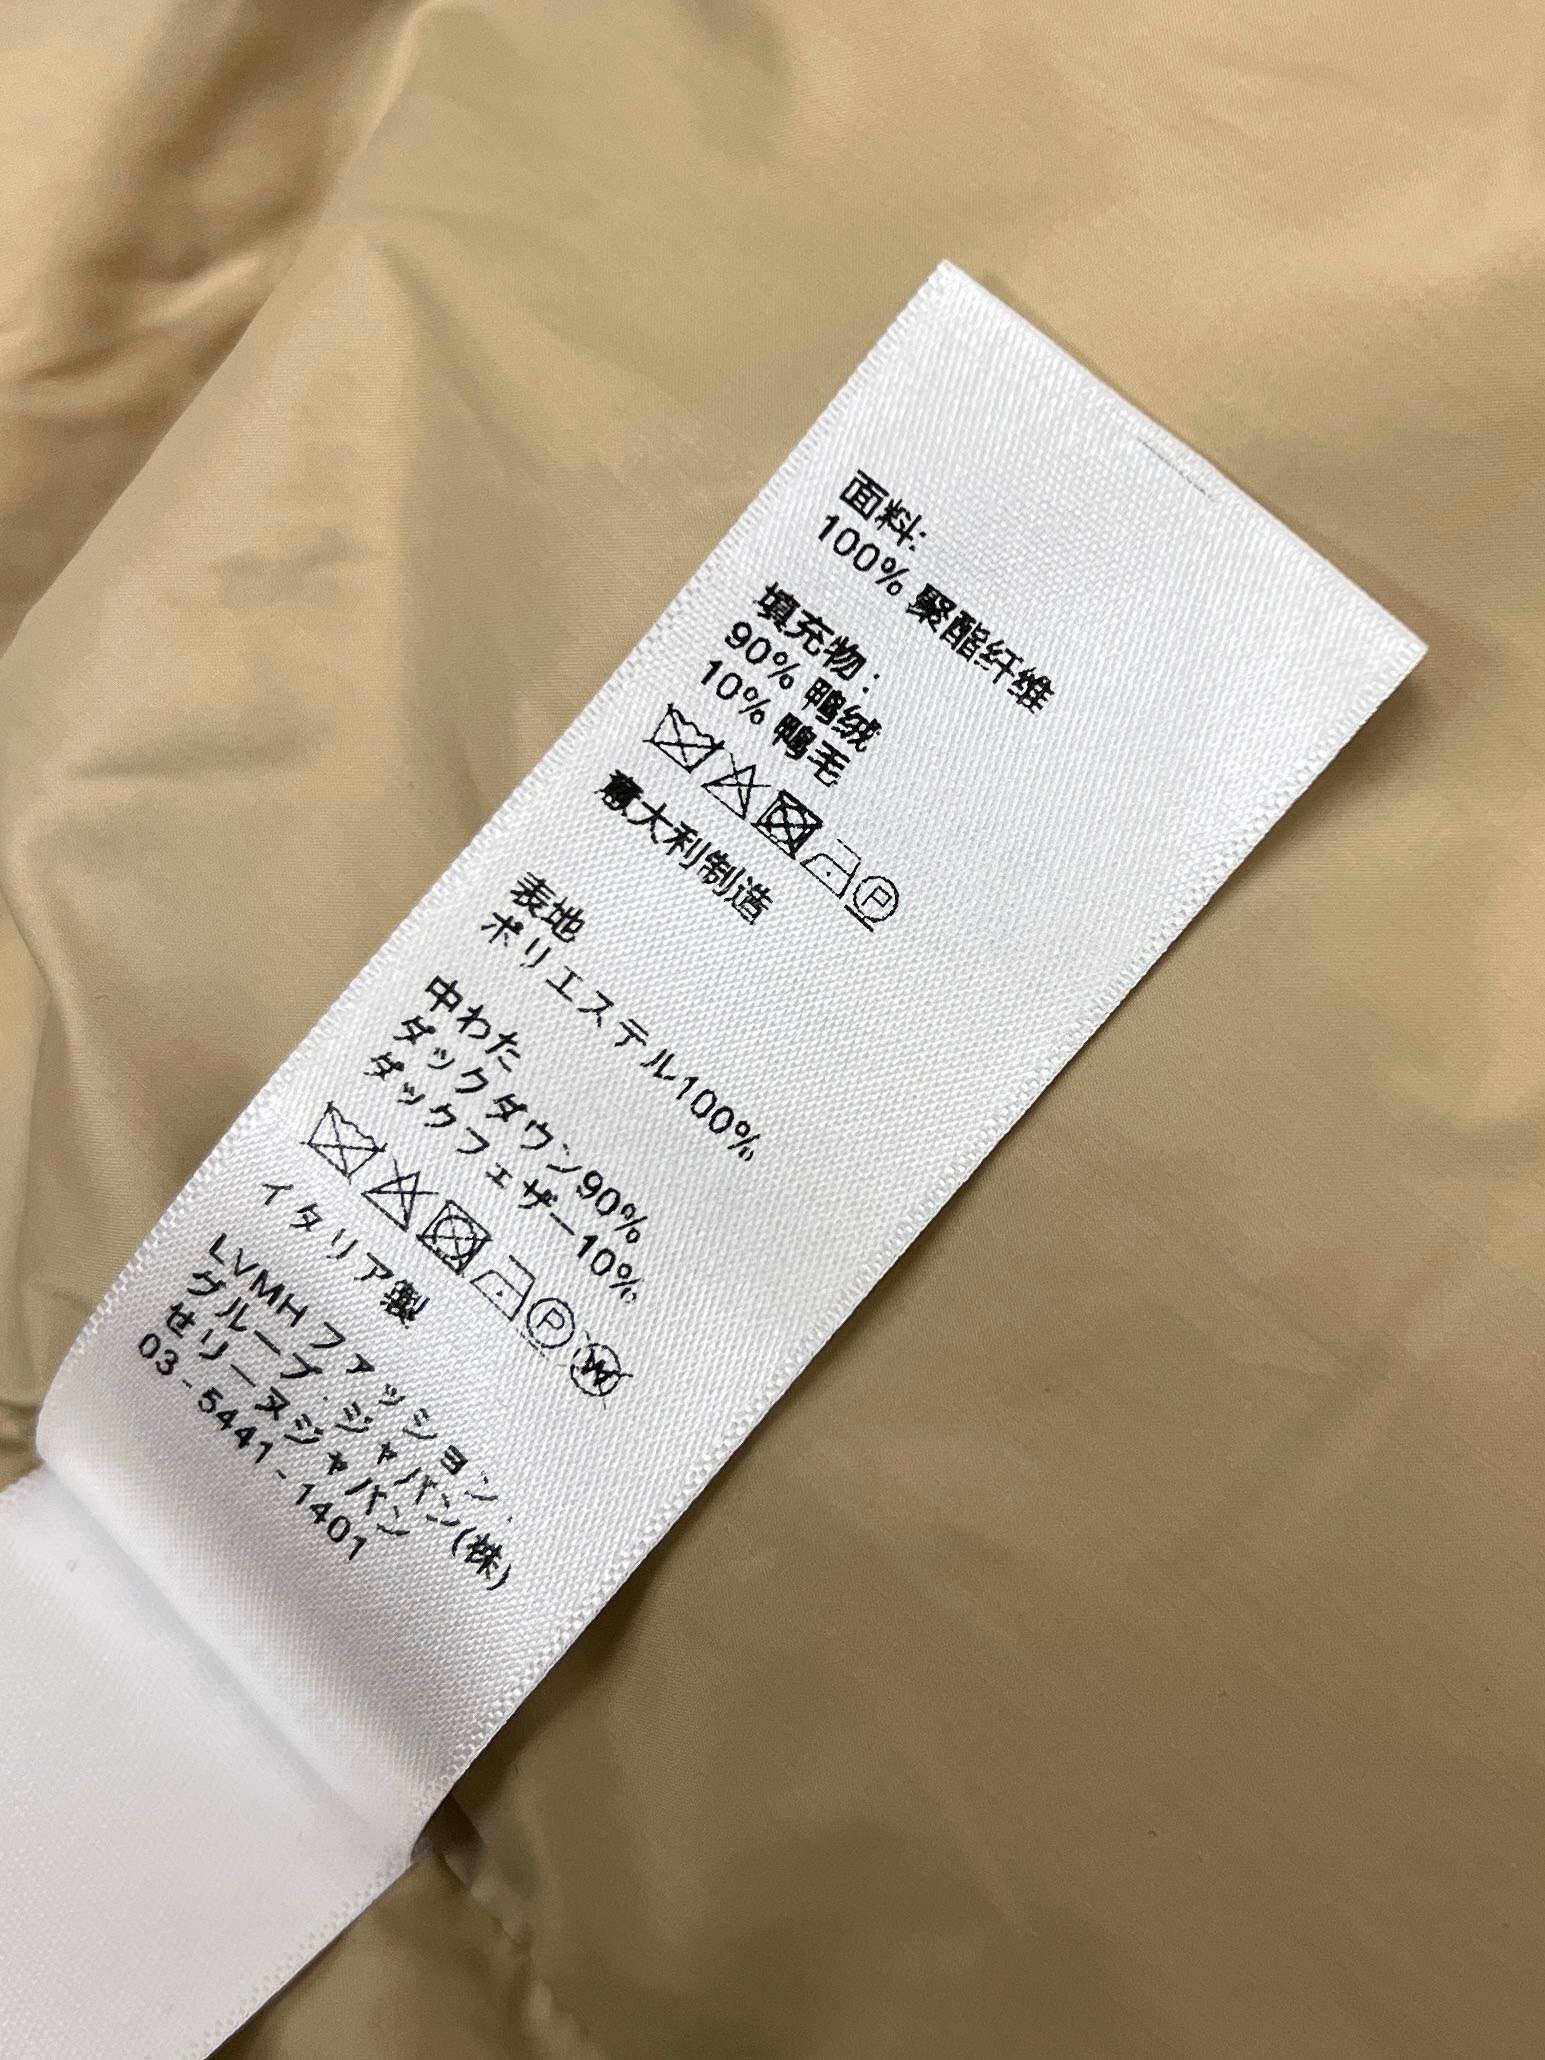 面料:
100% 聚酯纤维
填充物:
90% 鸭绒
10% 鸭毛
P
意大利制造
表地
ポリエステル100%
中わた
ダックダウン90%
ダックフェザー10%
P W
イタリア製
LVMH ファッション.
グループ.ジャパン(株)
せリーヌジャパン
03-5441-1401